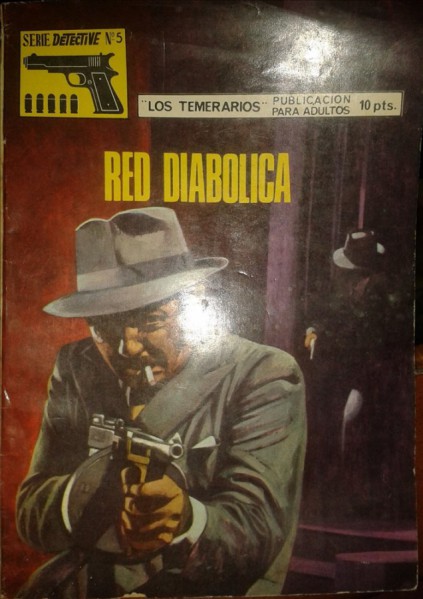 SERIE DETECTIVE Nº 5
"LOS TEMERARIOS" PUBLICACION PARA ADULTOS 10 pts.
RED DIABOLICA